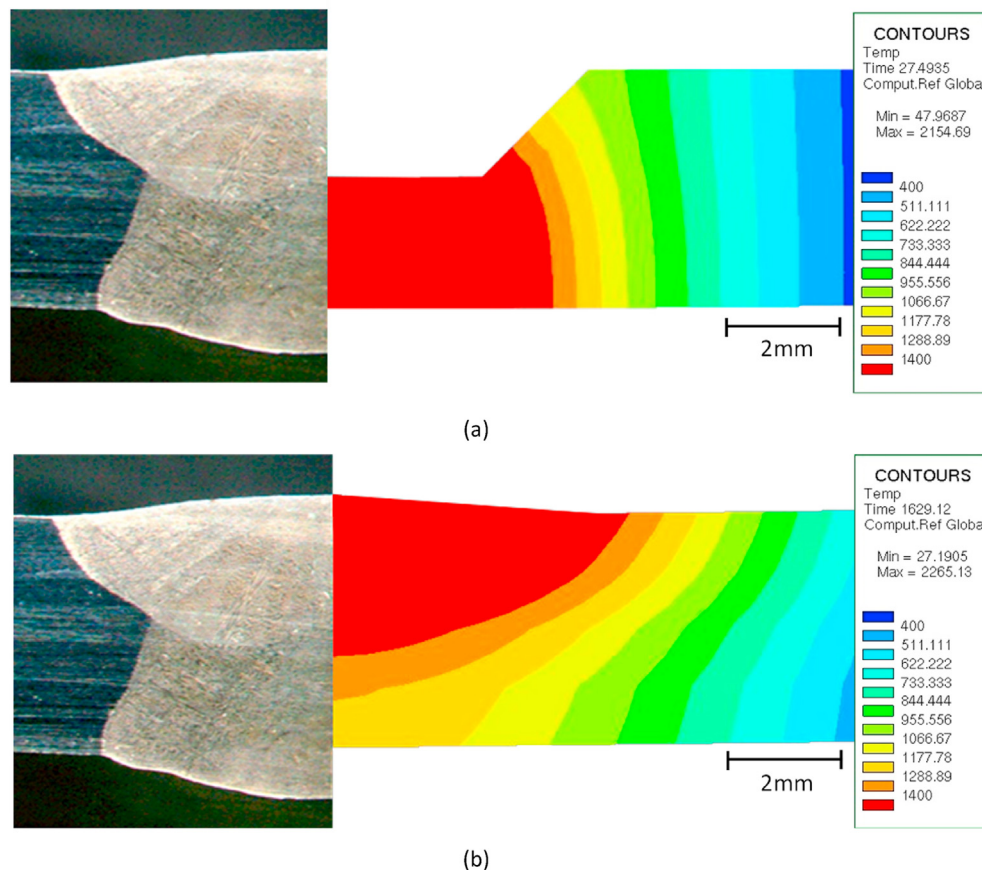 CONTOURS
Temp
Time 27.4935
Comput.Ref Globa
Min = 47.9687
Max = 2154.69
400
511.111
622.222
733.333
844.444
955.556
1066.67
1177.78
1288.89
1400
2mm
(a)
CONTOURS
Temp
Time 1629.12
Comput.Ref Globa
Min = 27.1905
Max = 2265.13
400
511.111
622.222
733.333
844.444
955.556
1066.67
1177.78
1288.89
1400
2mm
(b)